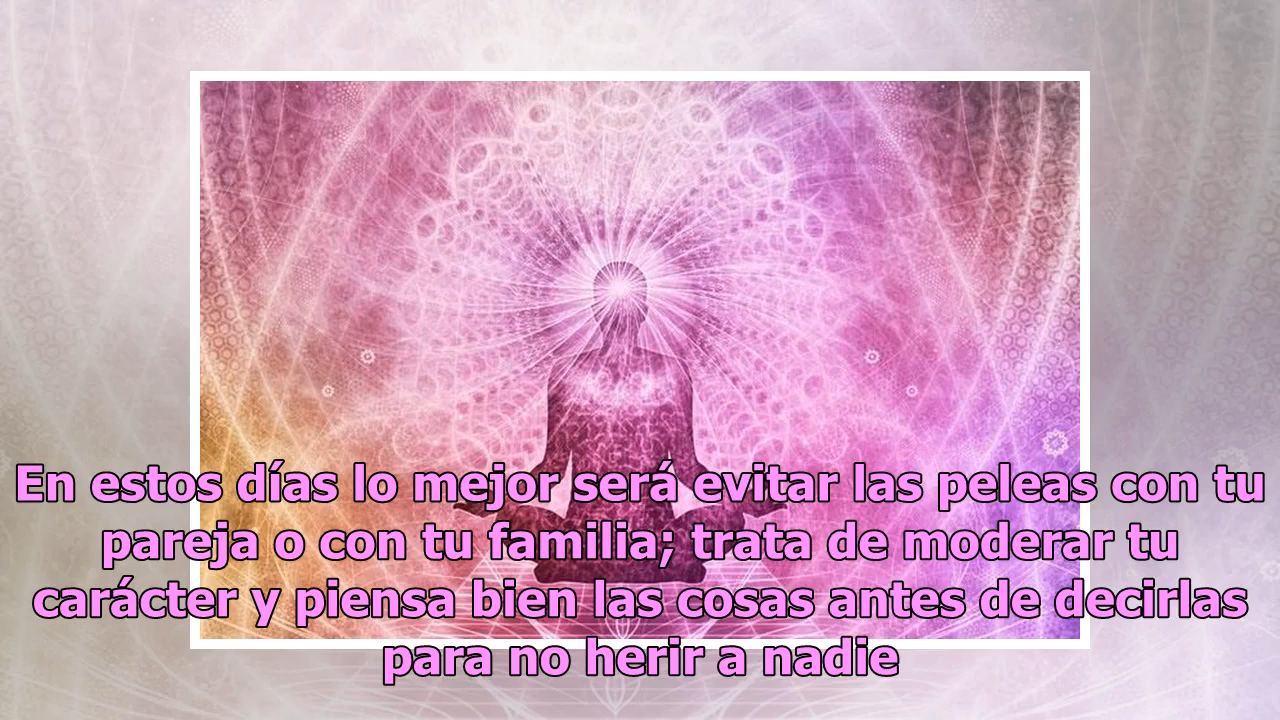 En estos días lo mejor será evitar las peleas con tu
pareja o con tu familia; trata de moderar tu
carácter y piensa bien las cosas antes de decirlas
para no herir a nadie